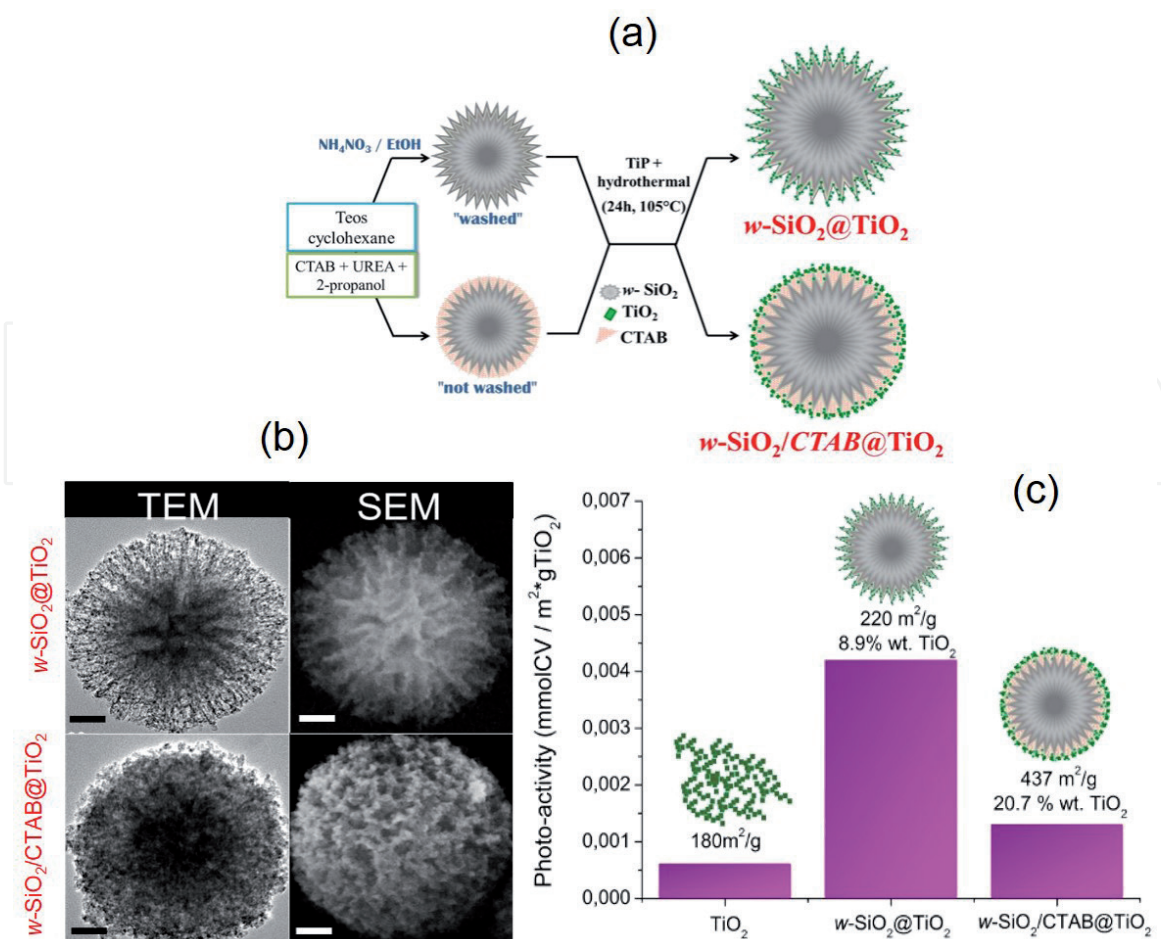 (a)
NH₄NO₃ / EtOH
Teos
cyclohexane
CTAB + UREA +
2-propanol
"washed"
"not washed"
TiP +
hydrothermal
(24h, 105°C)
w- SiO₂
TiO₂
CTAB
w-SiO₂@TiO₂
w-SiO₂/CTAB@TiO₂
(b)
TEM
SEM
w-SiO₂@TiO₂
w-SiO₂/CTAB@TiO₂
(c)
Photo-activity (mmolCV / m²*gTiO₂)
0,007
0,006
0,005
0,004
0,003
0,002
0,001
0,000
180m²/g
220 m²/g
8.9% wt. TiO₂
437 m²/g
20.7 % wt. TiO₂
TiO₂
w-SiO₂@TiO₂
w-SiO₂/CTAB@TiO₂